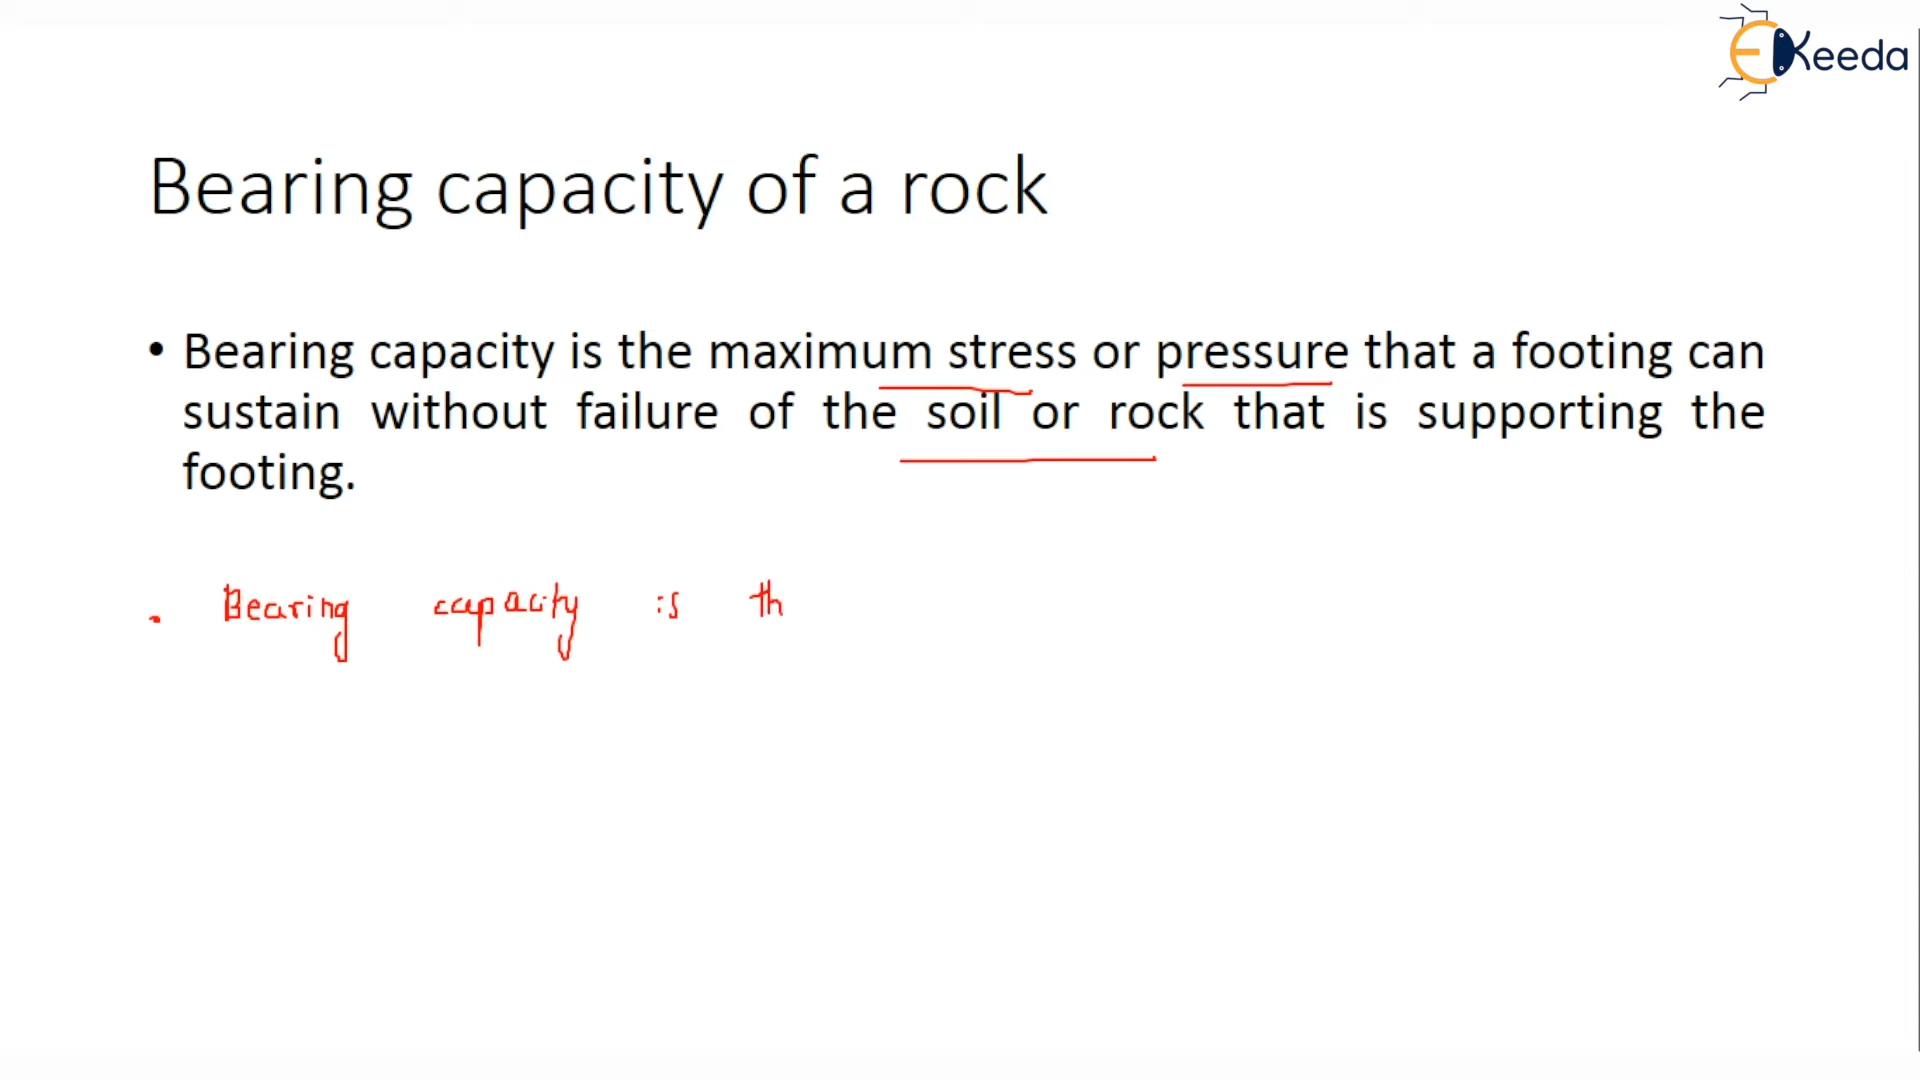 EKeeda
Bearing capacity of a rock
• Bearing capacity is the maximum stress or pressure that a footing can
sustain without failure of the soil or rock that is supporting the
footing.
. Bearing capacity is th